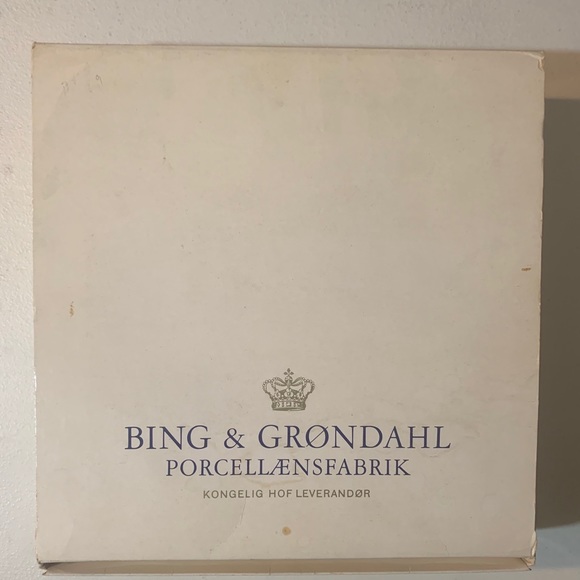 BING & GRØNDAHL
PORCELLÆNSFABRIK
KONGELIG HOF LEVERANDØR